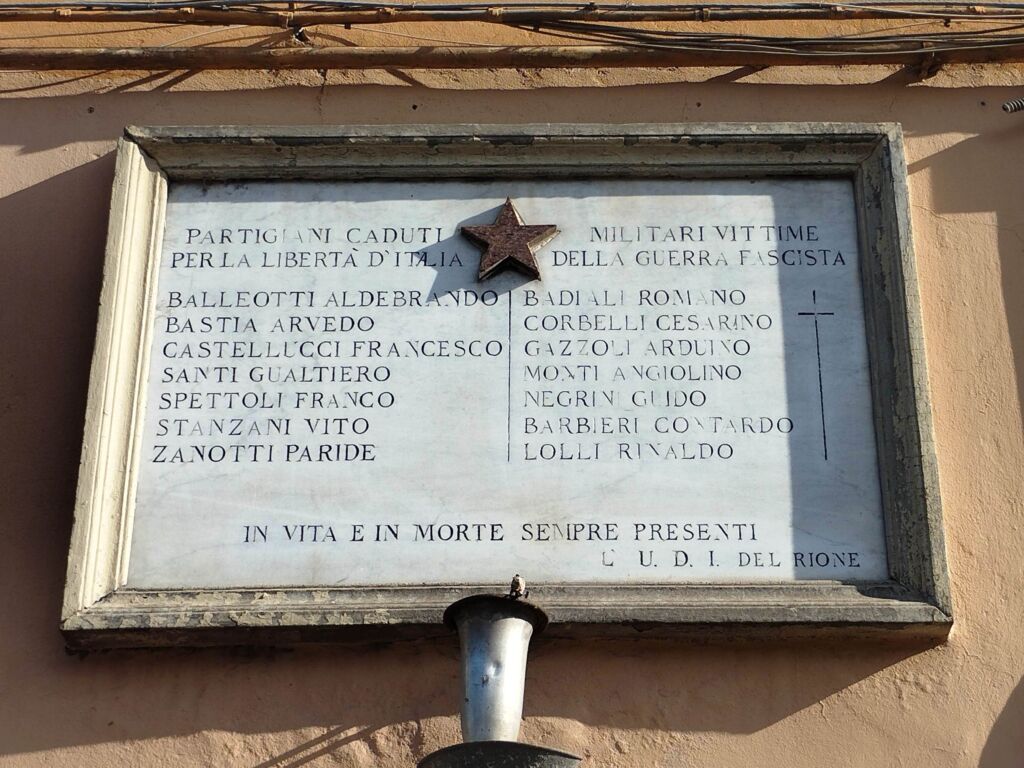 PARTIGIANI CADUTI
PER LA LIBERTÀ D'ITALIA
BALLEOTTI ALDEBRANDO
BASTIA ARVEDO
CASTELLUCCI FRANCESCO
SANTI GUALTIERO
SPETTOLI FRANCO
STANZANI VITO
ZANOTTI PARIDE
MILITARI VITTIME
DELLA GUERRA FASCISTA
BADIALI ROMANO
CORBELLI CESARINO
GAZZOLI ARDUINO
MONTI ANGIOLINO
NEGRINI GUIDO
BARBIERI CONTARDO
LOLLI RINALDO
IN VITA E IN MORTE SEMPRE PRESENTI
L' U. D. I. DEL RIONE